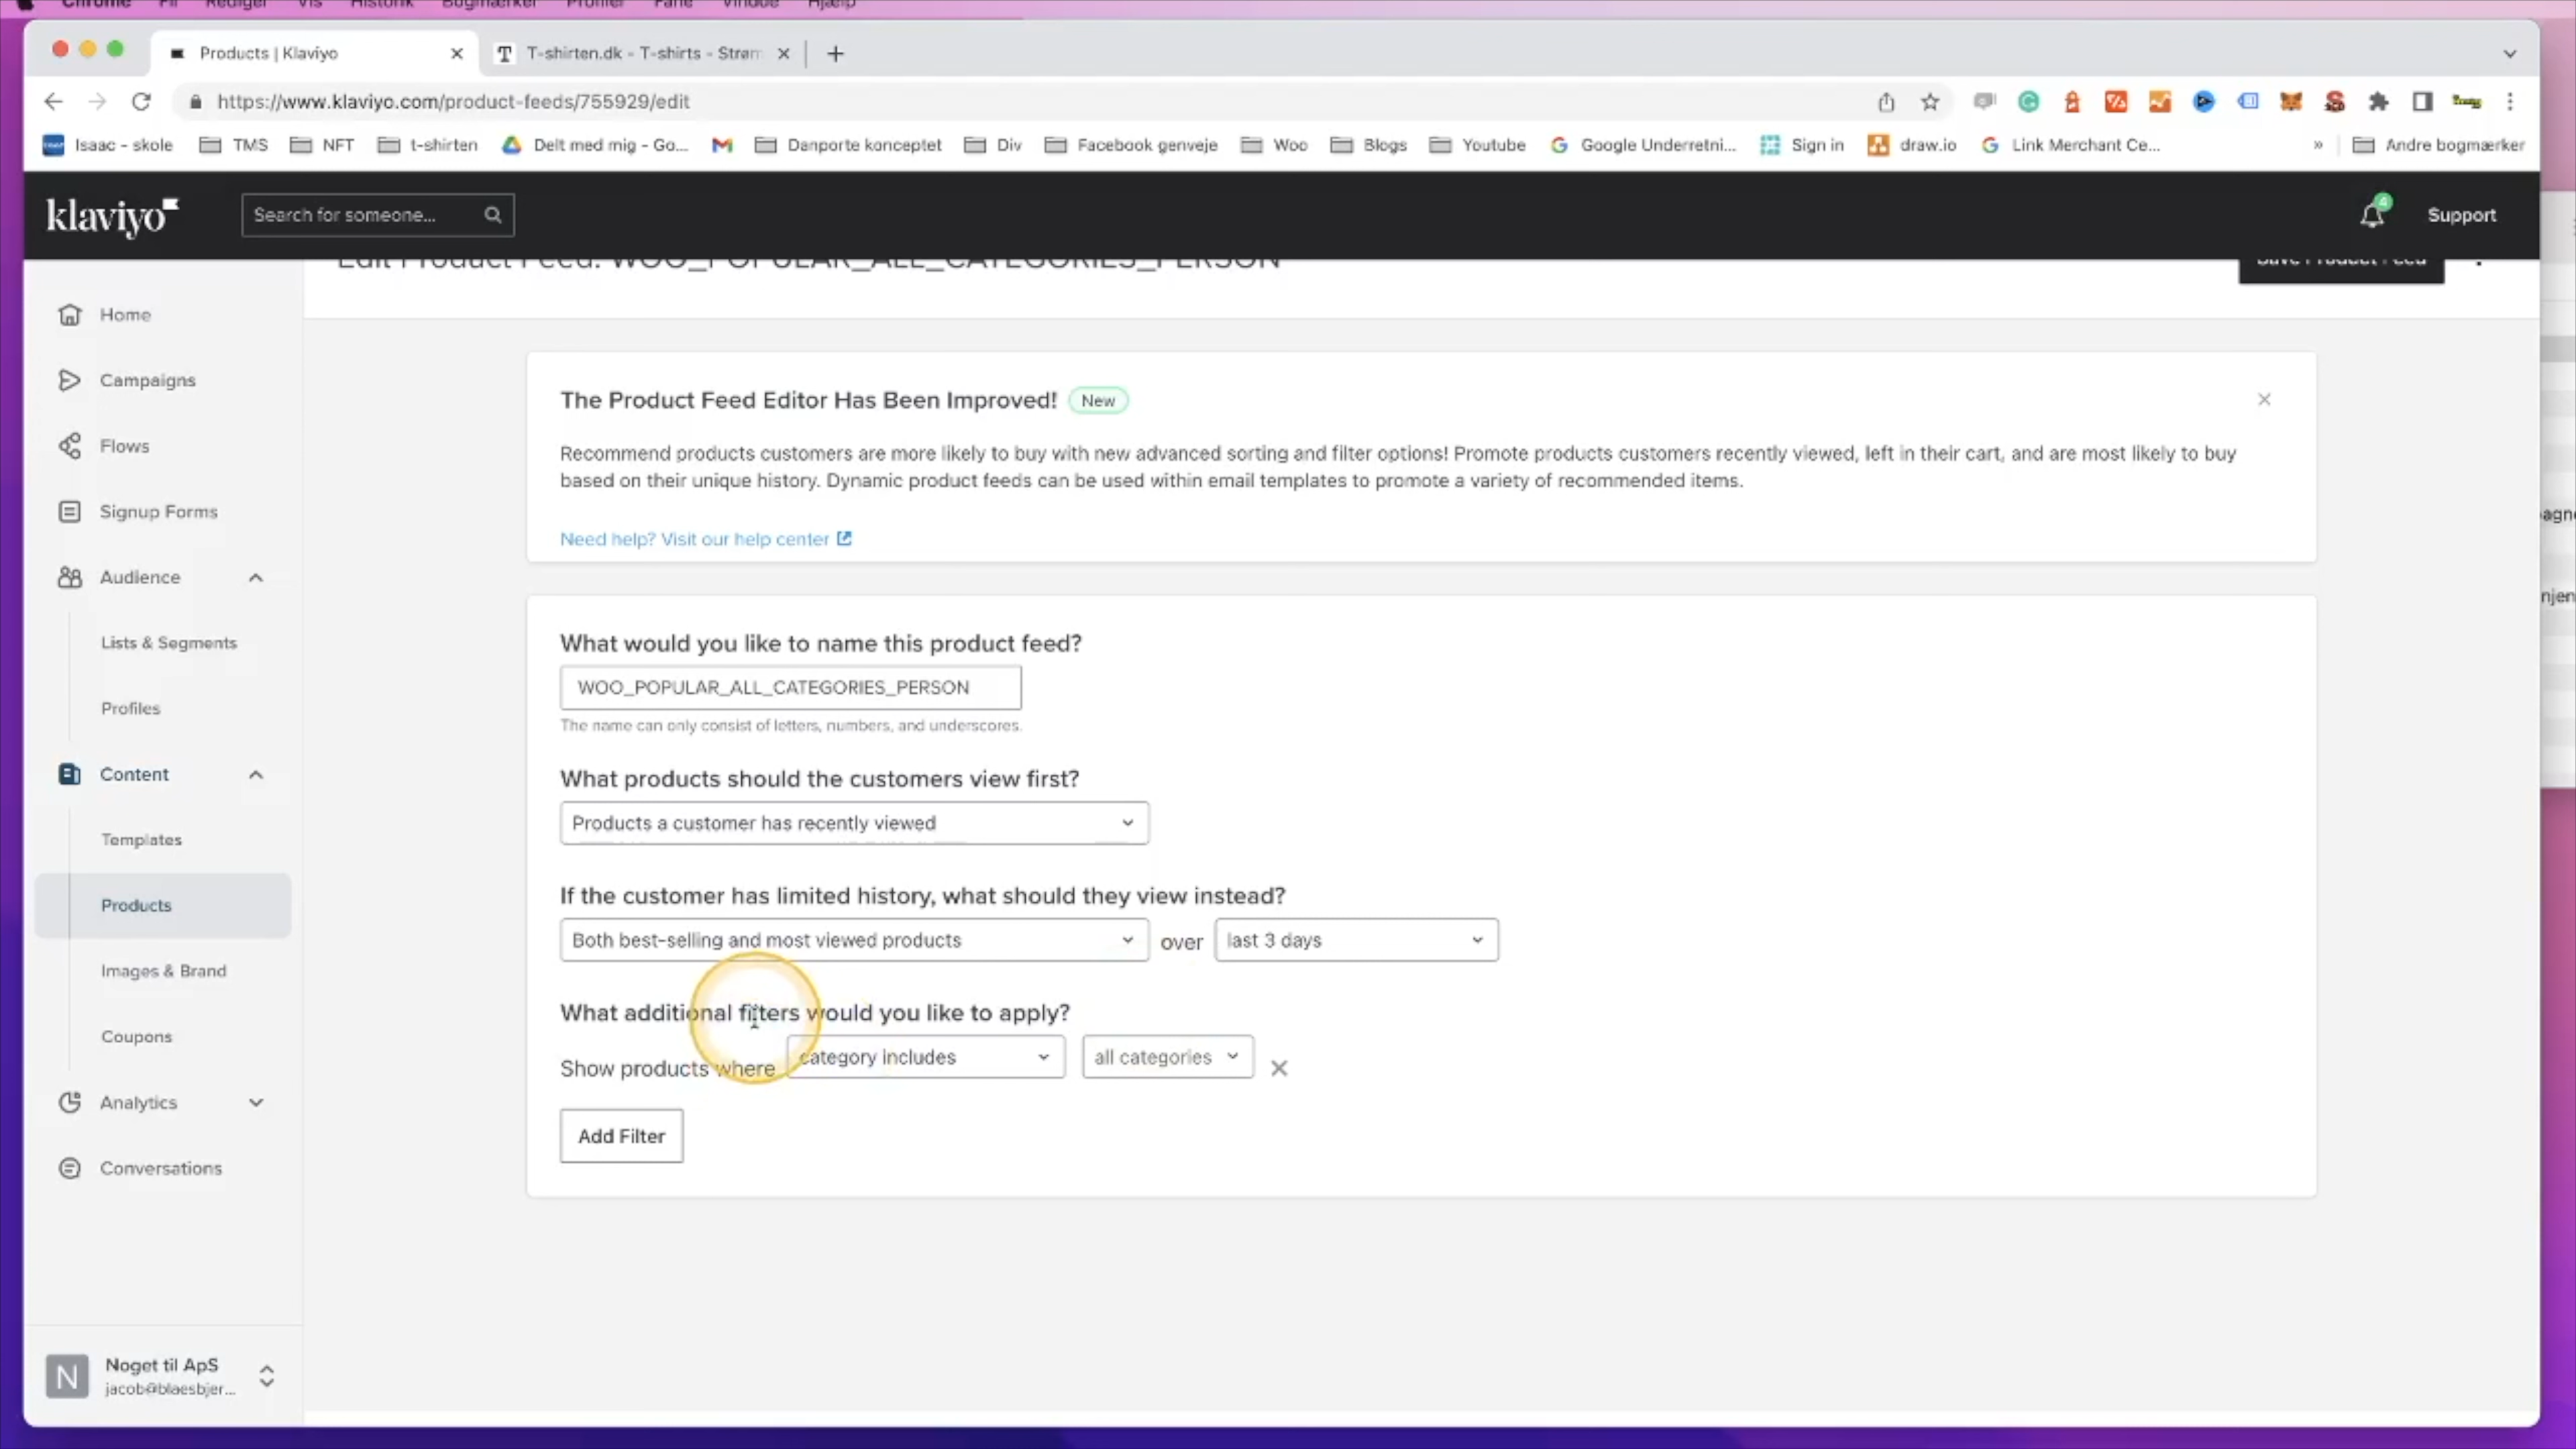 Chrome Fil Rediger Vis Historik Bogmærker Profiler Fane Vindue Hjælp
Products | Klaviyo
T-shirten.dk - T-shirts - Strøm
https://www.klaviyo.com/product-feeds/755929/edit
Isaac - skole TMS NFT t-shirten Delt med mig - Go... Danporte konceptet Div Facebook genveje Woo Blogs Youtube Google Underretni... Sign in draw.io Link Merchant Ce... » Andre bogmærker
klaviyo
Search for someone...
4
Support
Edit Product Feed: WOO_POPULAR_ALL_CATEGORIES_PERSON
Save Product Feed
Home
Campaigns
Flows
Signup Forms
Audience
Lists & Segments
Profiles
Content
Templates
Products
Images & Brand
Coupons
Analytics
Conversations
N
Noget til ApS
jacob@blaesbjer...
The Product Feed Editor Has Been Improved! New
Recommend products customers are more likely to buy with new advanced sorting and filter options! Promote products customers recently viewed, left in their cart, and are most likely to buy
based on their unique history. Dynamic product feeds can be used within email templates to promote a variety of recommended items.
Need help? Visit our help center
What would you like to name this product feed?
WOO_POPULAR_ALL_CATEGORIES_PERSON
The name can only consist of letters, numbers, and underscores.
What products should the customers view first?
Products a customer has recently viewed
If the customer has limited history, what should they view instead?
Both best-selling and most viewed products over last 3 days
What additional filters would you like to apply?
Show products where category includes all categories
Add Filter